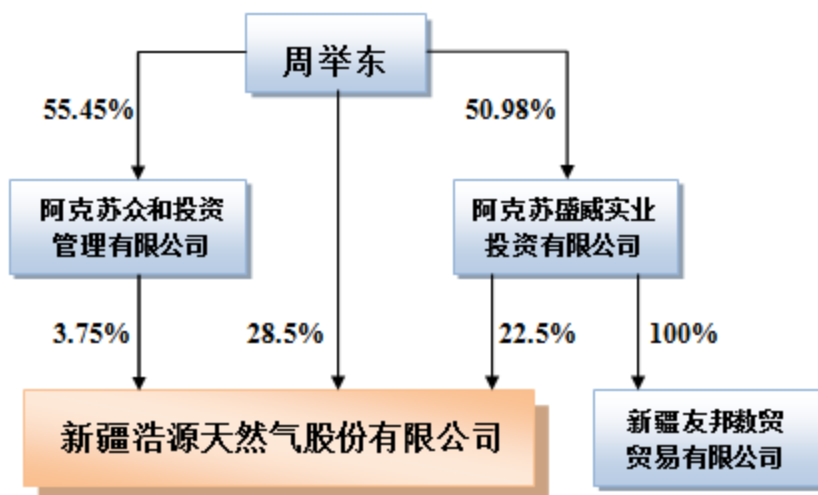 周举东
55.45%
50.98%
阿克苏众和投资
管理有限公司
阿克苏盛威实业
投资有限公司
3.75%
28.5%
22.5%
100%
新疆浩源天然气股份有限公司
新疆友邦数贸
贸易有限公司